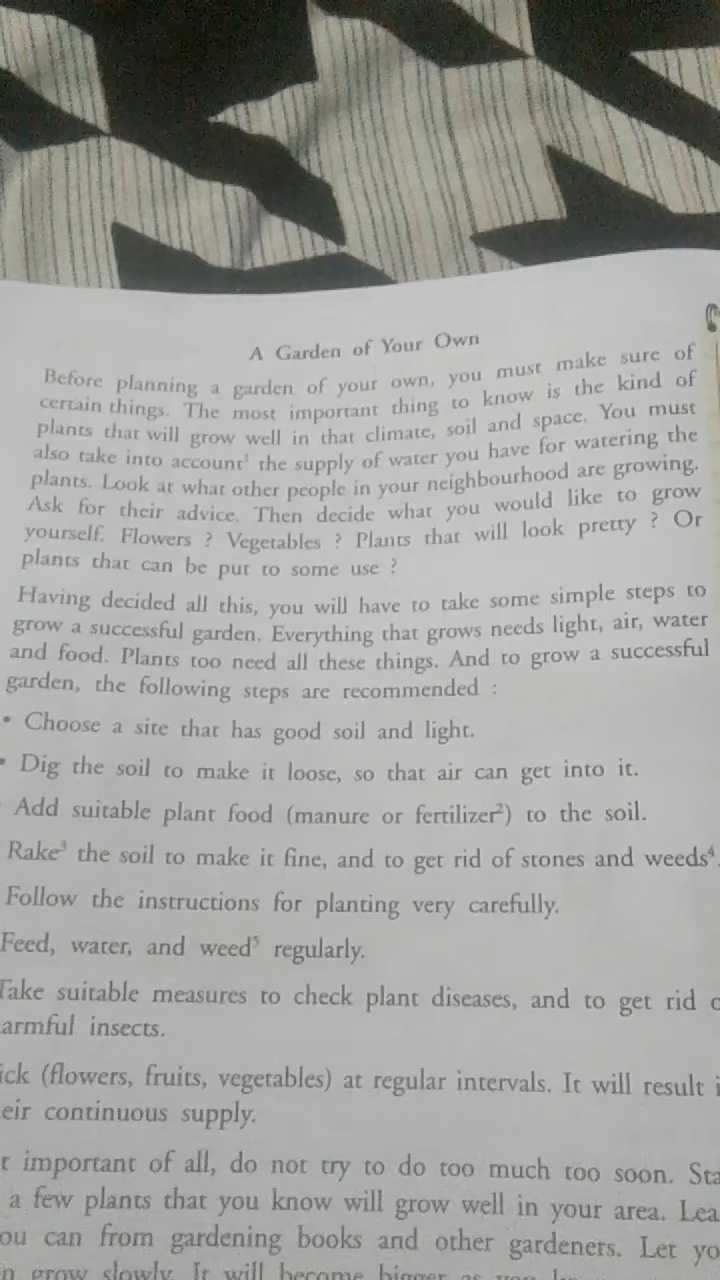 A Garden of Your Own
Before planning a garden of your own, you must make sure of
certain things. The most important thing to know is the kind of
plants that will grow well in that climate, soil and space. You must
also take into account¹ the supply of water you have for watering the
plants. Look at what other people in your neighbourhood are growing.
Ask for their advice. Then decide what you would like to grow
yourself. Flowers ? Vegetables ? Plants that will look pretty ? Or
plants that can be put to some use ?
Having decided all this, you will have to take some simple steps to
grow a successful garden. Everything that grows needs light, air, water
and food. Plants too need all these things. And to grow a successful
garden, the following steps are recommended :
• Choose a site that has good soil and light.
• Dig the soil to make it loose, so that air can get into it.
Add suitable plant food (manure or fertilizer²) to the soil.
Rake³ the soil to make it fine, and to get rid of stones and weeds⁴.
Follow the instructions for planting very carefully.
Feed, water, and weed⁵ regularly.
Take suitable measures to check plant diseases, and to get rid
armful insects.
ick (flowers, fruits, vegetables) at regular intervals. It will result
eir continuous supply.
t important of all, do not try to do too much too soon. Sta
a few plants that you know will grow well in your area. Lea
ou can from gardening books and other gardeners. Let yo
n grow slowly. It will become bigger as you